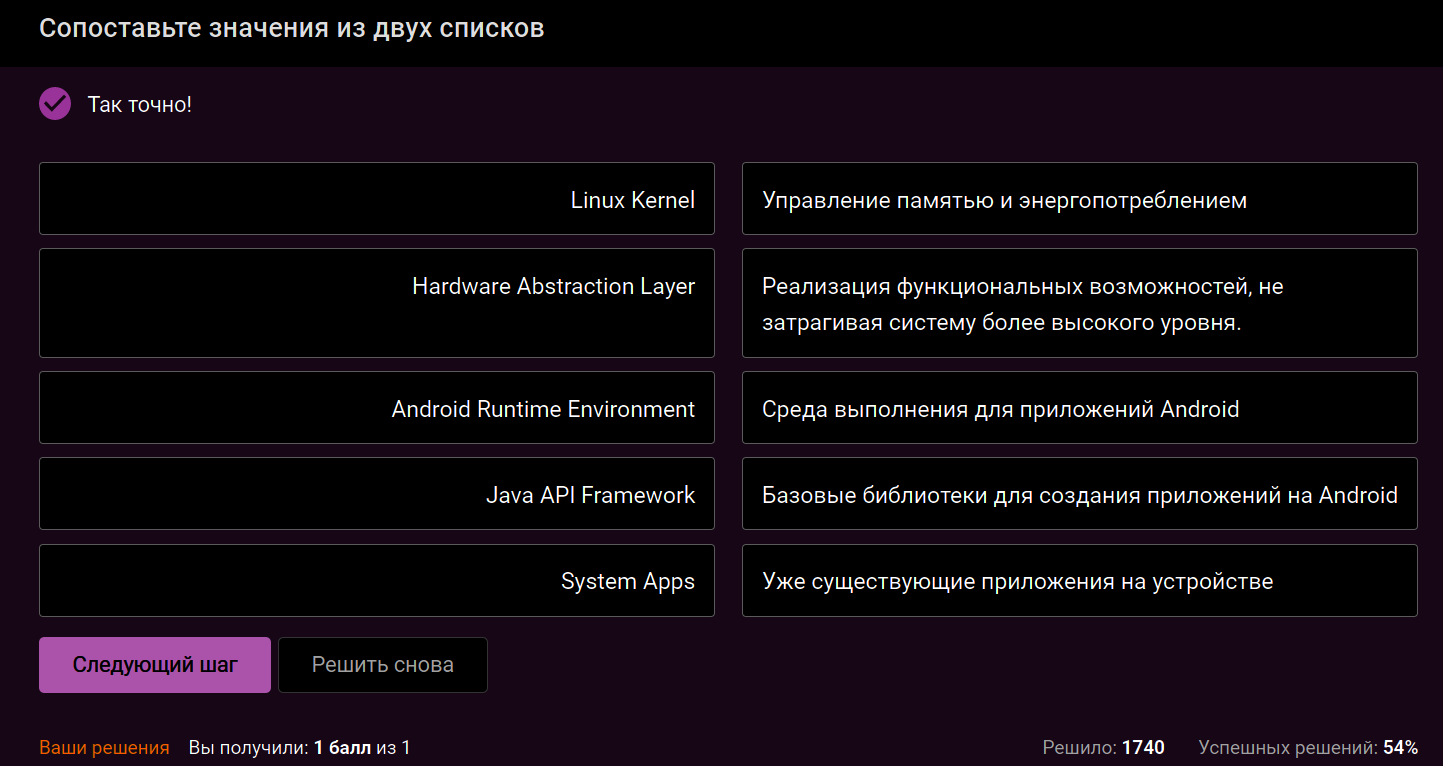 Сопоставьте значения из двух списков
Так точно!
Linux Kernel
Управление памятью и энергопотреблением
Hardware Abstraction Layer
Реализация функциональных возможностей, не
затрагивая систему более высокого уровня.
Android Runtime Environment
Среда выполнения для приложений Android
Java API Framework
Базовые библиотеки для создания приложений на Android
System Apps
Уже существующие приложения на устройстве
Следующий шаг
Решить снова
Ваши решения Вы получили: 1 балл из 1
Решило: 1740 Успешных решений: 54%